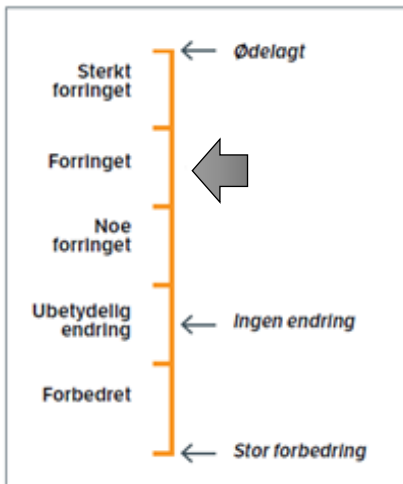 Ødelagt
Sterkt
forringet
Forringet
Noe
forringet
Ubetydelig
endring
Ingen endring
Forbedret
Stor forbedring